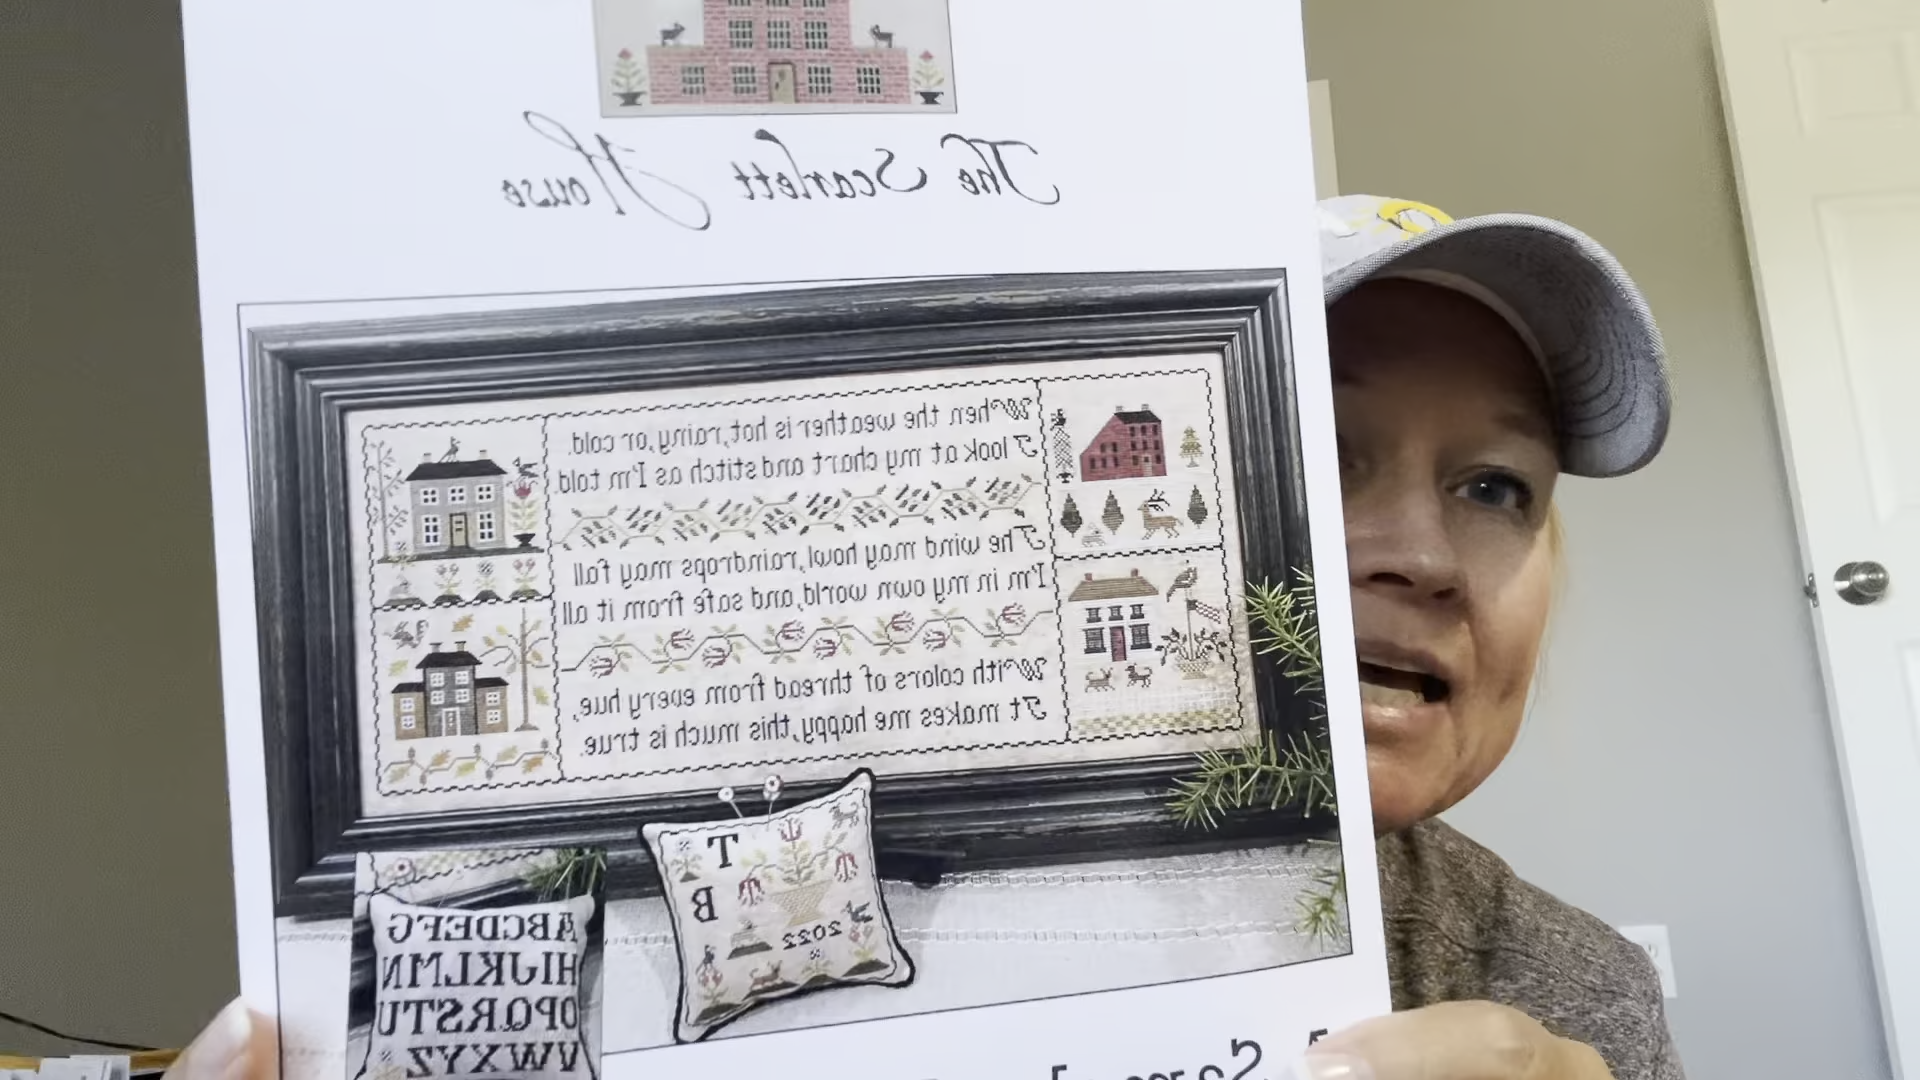 The Scarlett House
When the weather is hot, rainy, or cold.
I look at my chart and stitch as I'm told.
The wind may howl, raindrops may fall
I'm in my own world, and safe from it all
With colors of thread from every hue,
It makes me happy, this much is true.
T
B
2022
ABCDEFG
HIJKLMN
OPQRSTU
VWXYZ